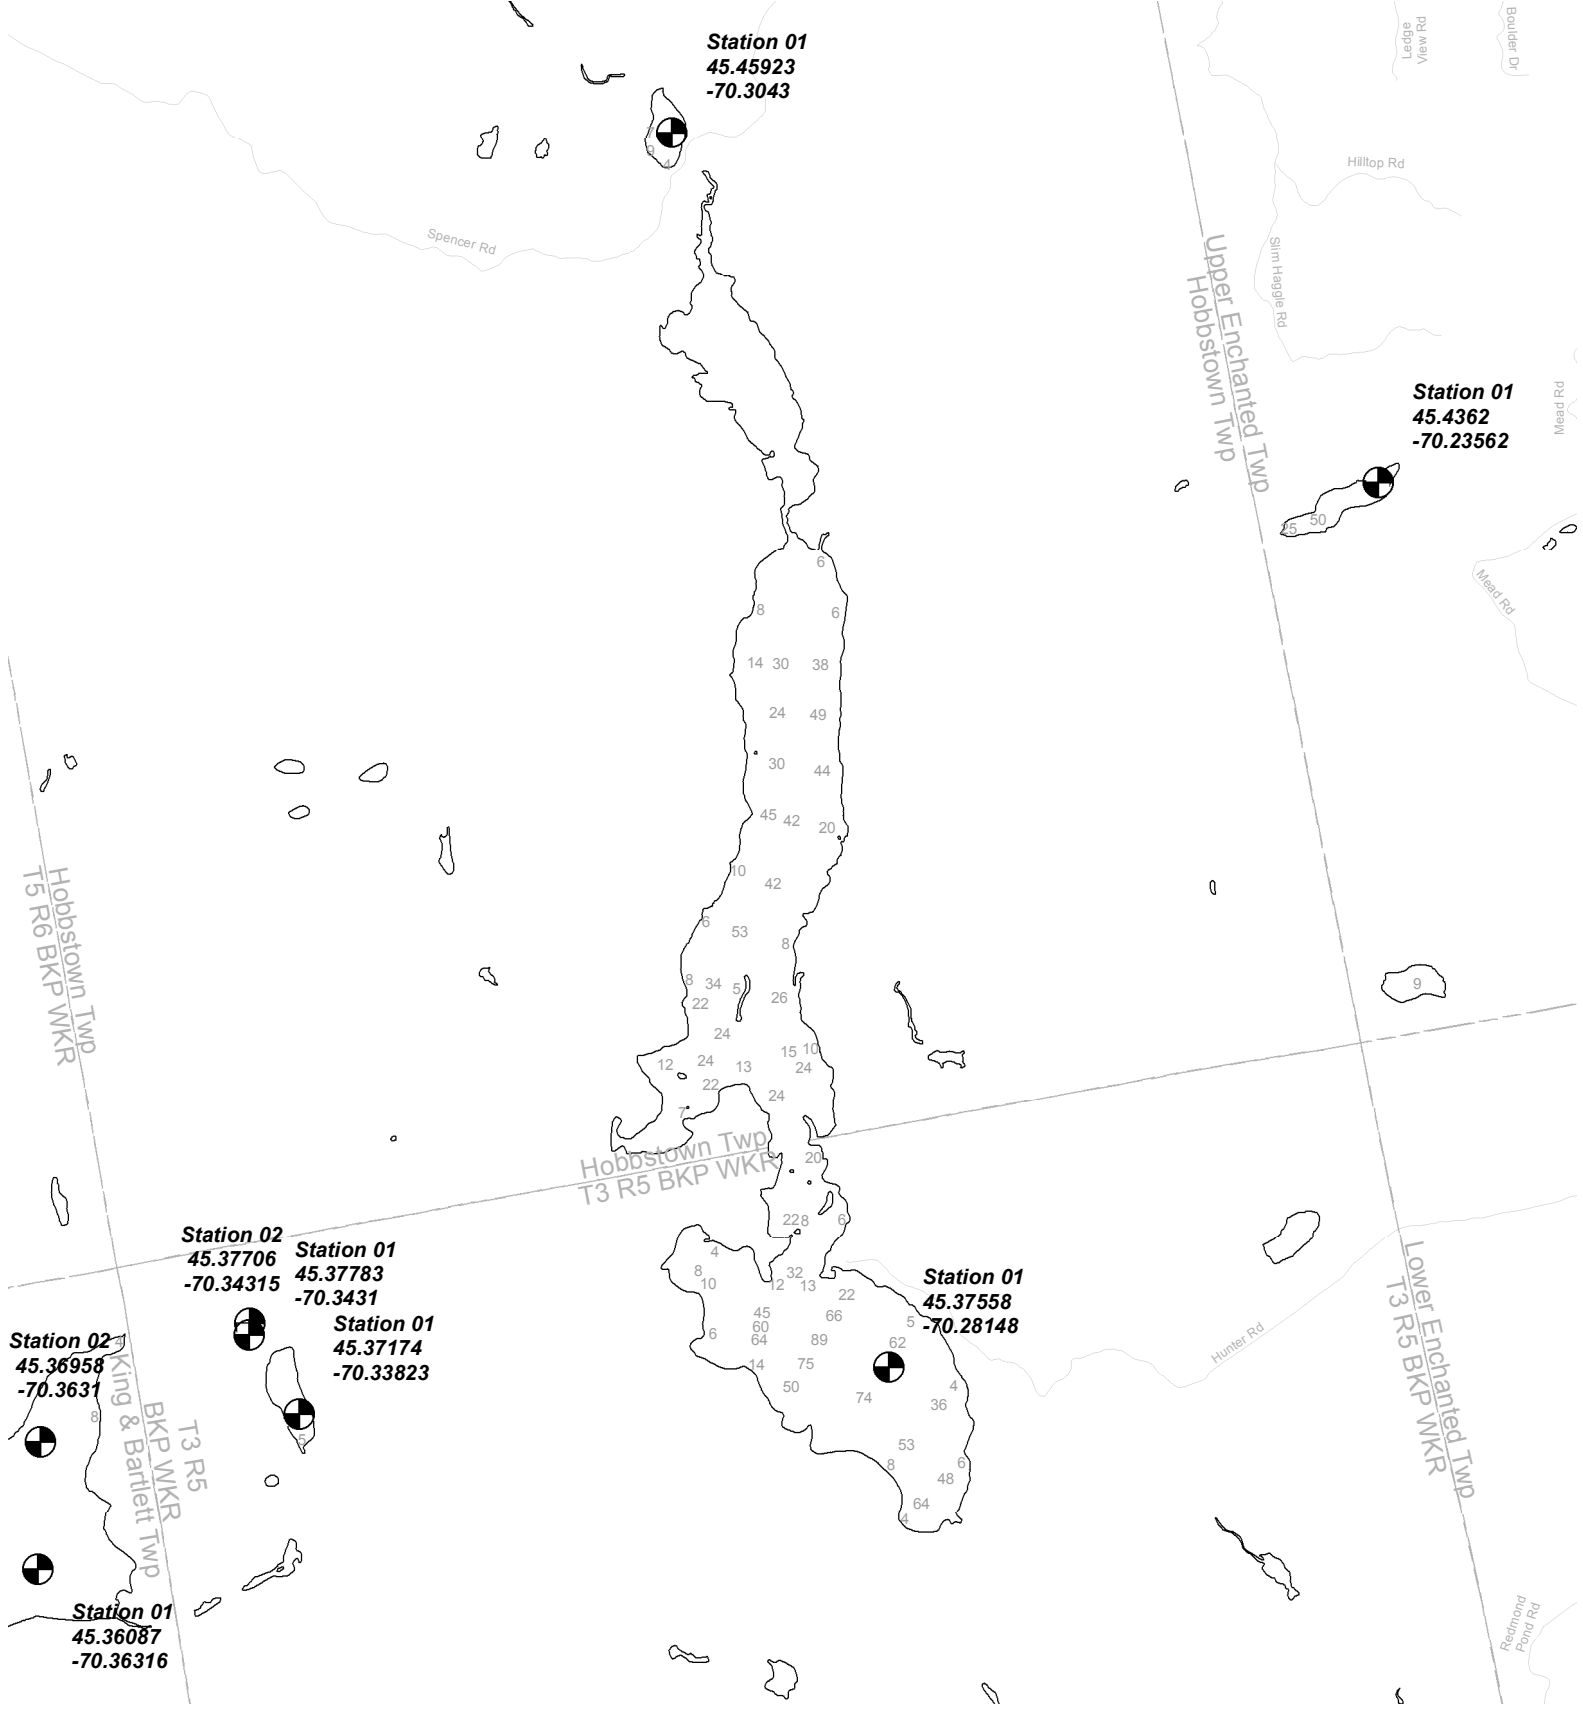 Station 01
45.45923
-70.3043
Ledge
View Rd
Boulder Dr
7
9
4
Hilltop Rd
Spencer Rd
Slim Haggle Rd
Upper Enchanted Twp
Hobbstown Twp
Station 01
45.4362
-70.23562
Mead Rd
25
50
Mead Rd
6
8
6
14
30
38
24
49
30
44
45
42
20
10
42
6
53
8
8
34
5
22
26
24
15
10
12
24
13
24
22
24
7
9
Hobbstown Twp
T5 R6 BKP WKR
Hobbstown Twp
T3 R5 BKP WKR
20
22
8
6
Station 02
45.37706
-70.34315
Station 01
45.37783
-70.3431
Station 01
45.37174
-70.33823
5
Station 02
45.36958
-70.3631
4
8
King & Bartlett Twp
BKP WKR
T3 R5
Station 01
45.36087
-70.36316
4
8
10
32
12
13
22
45
66
5
60
6
64
89
62
14
75
50
74
4
36
53
8
6
48
64
4
Station 01
45.37558
-70.28148
Hunter Rd
Lower Enchanted Twp
T3 R5 BKP WKR
Redmond
Pond Rd